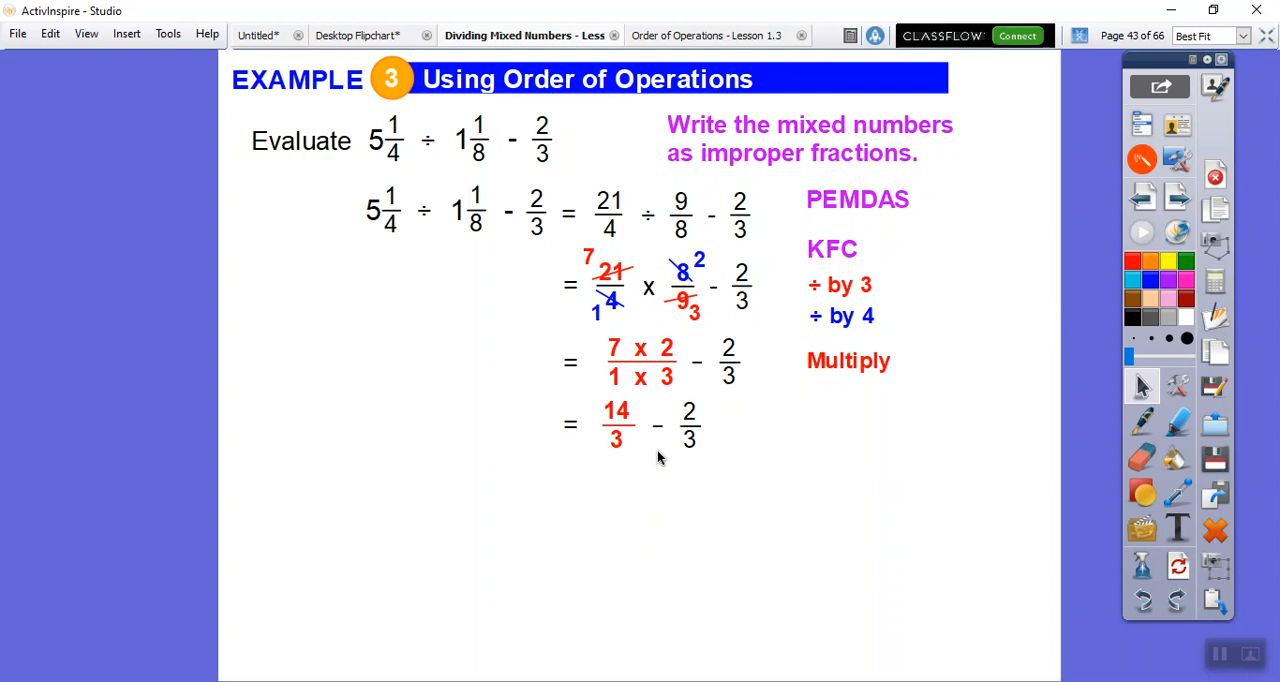 ActivInspire - Studio
File Edit View Insert Tools Help Untitled* Desktop Flipchart* Dividing Mixed Numbers - Less Order of Operations - Lesson 1.3 CLASSFLOW Connect Page 43 of 66 Best Fit
EXAMPLE 3 Using Order of Operations
Evaluate 5 1/4 ÷ 1 1/8 - 2/3
Write the mixed numbers
as improper fractions.
5 1/4 ÷ 1 1/8 - 2/3 = 21/4 ÷ 9/8 - 2/3
PEMDAS
KFC
= 7 21/4 1 x 8 2/9 3 - 2/3
÷ by 3
÷ by 4
= 7 x 2/1 x 3 - 2/3
Multiply
= 14/3 - 2/3